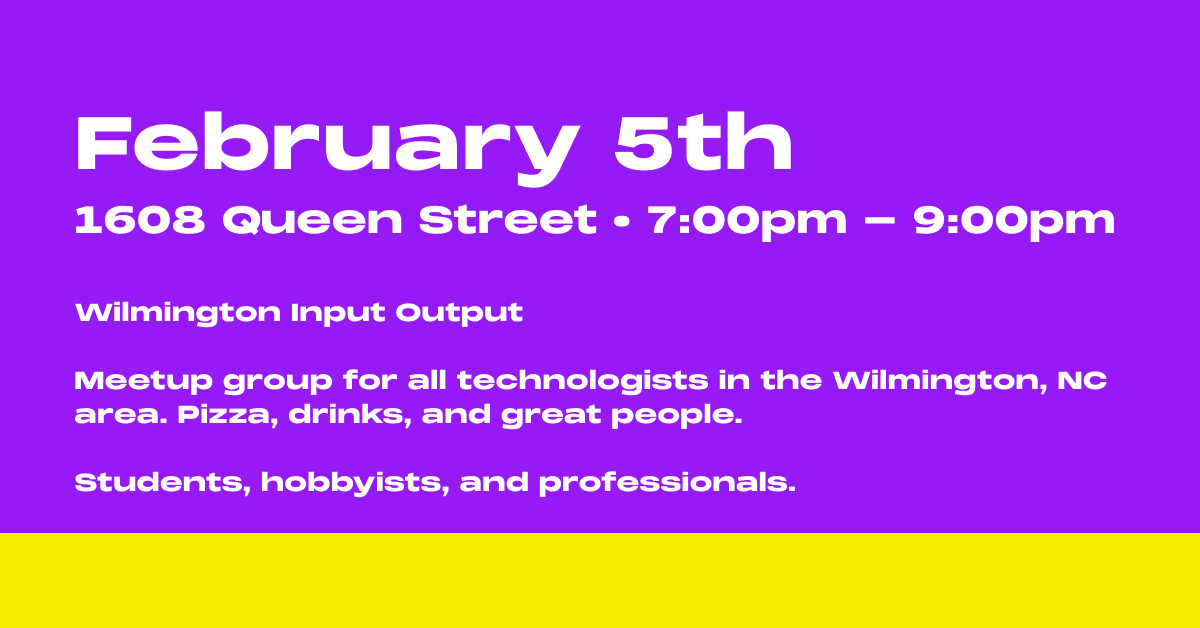 February 5th
1608 Queen Street • 7:00pm – 9:00pm
Wilmington Input Output
Meetup group for all technologists in the Wilmington, NC
area. Pizza, drinks, and great people.
Students, hobbyists, and professionals.